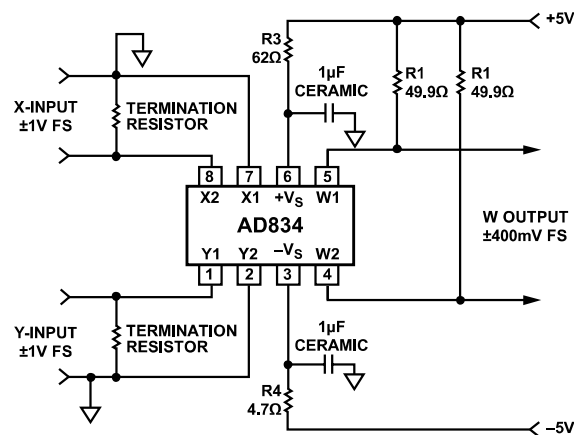 +5V
R3
62Ω
1µF
CERAMIC
R1
49.9Ω
R1
49.9Ω
X-INPUT
±1V FS
TERMINATION
RESISTOR
8
7
6
5
X2
X1
+VS
W1
AD834
W OUTPUT
±400mV FS
Y1
Y2
–VS
W2
1
2
3
4
Y-INPUT
±1V FS
TERMINATION
RESISTOR
1µF
CERAMIC
R4
4.7Ω
–5V